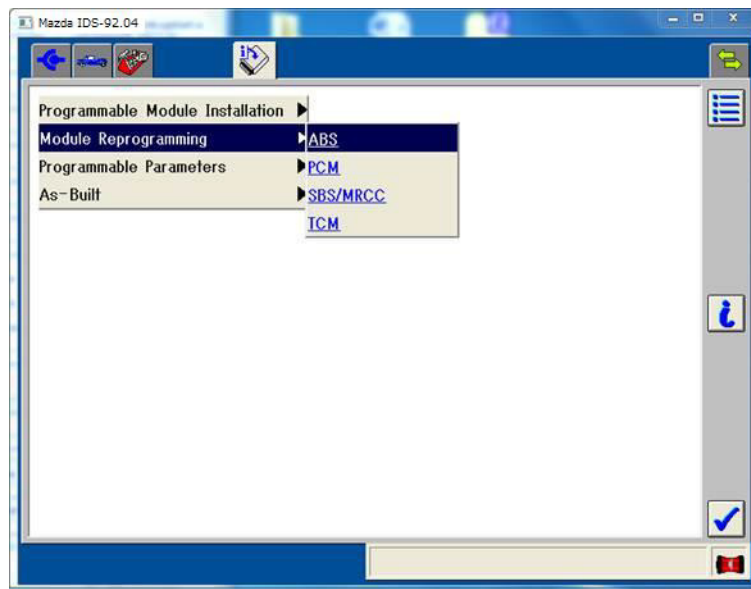 Mazda IDS-92.04
Programmable Module Installation
Module Reprogramming
Programmable Parameters
As-Built
ABS
PCM
SBS/MRCC
TCM